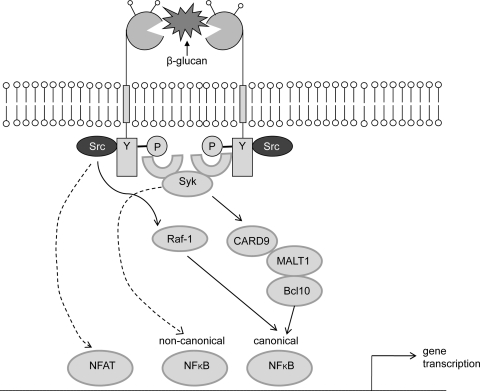 β-glucan
Src Y P P Y Src
Syk
Raf-1
CARD9
MALT1
Bcl10
non-canonical canonical
NFAT NFκB NFκB
gene
transcription